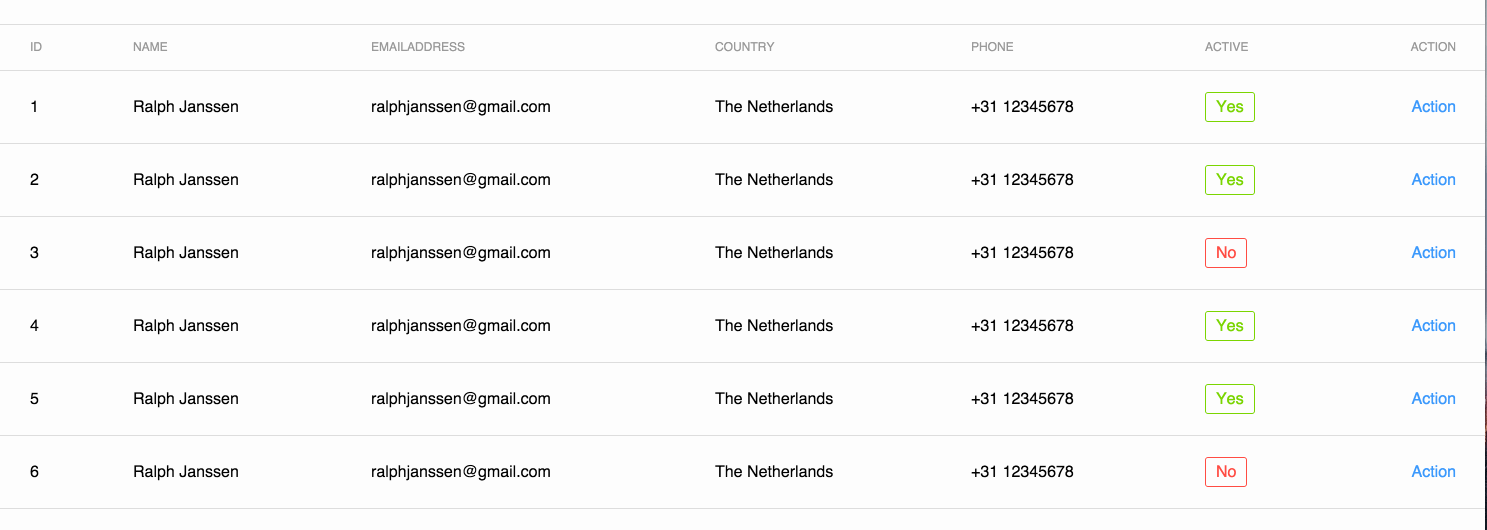 ID NAME EMAILADDRESS COUNTRY PHONE ACTIVE ACTION
1 Ralph Janssen ralphjanssen@gmail.com The Netherlands +31 12345678 Yes Action
2 Ralph Janssen ralphjanssen@gmail.com The Netherlands +31 12345678 Yes Action
3 Ralph Janssen ralphjanssen@gmail.com The Netherlands +31 12345678 No Action
4 Ralph Janssen ralphjanssen@gmail.com The Netherlands +31 12345678 Yes Action
5 Ralph Janssen ralphjanssen@gmail.com The Netherlands +31 12345678 Yes Action
6 Ralph Janssen ralphjanssen@gmail.com The Netherlands +31 12345678 No Action